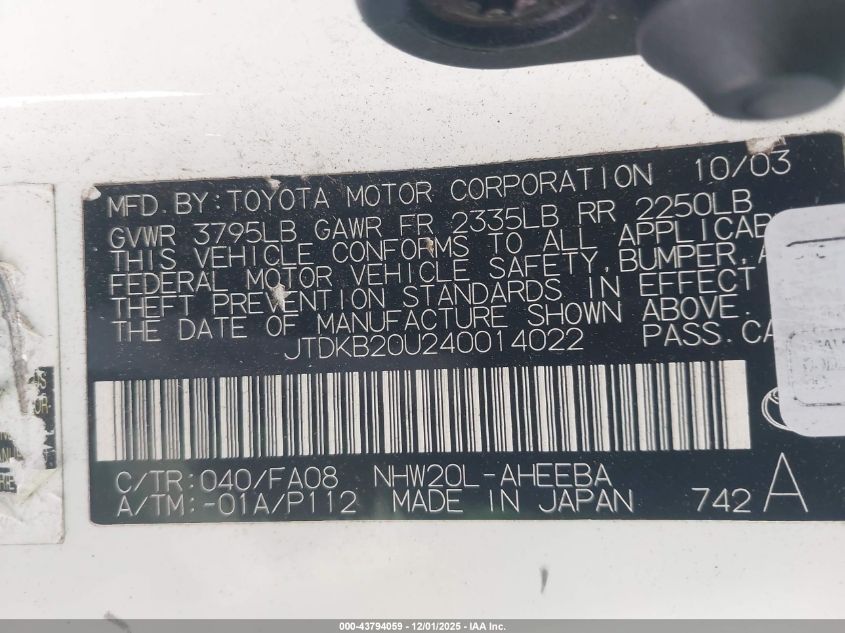 MFD. BY: TOYOTA MOTOR CORPORATION 10/03
GVWR 3795LB GAWR FR 2335LB RR 2250LB
THIS VEHICLE CONFORMS TO ALL APPLICAB
FEDERAL MOTOR VEHICLE SAFETY, BUMPER, A
THEFT PREVENTION STANDARDS IN EFFECT
THE DATE OF MANUFACTURE SHOWN ABOVE.
JTDKB20U240014022 PASS. CA
C/TR: 040/FA08 NHW20L-AHEEBA
A/TM: -01A/P112 MADE IN JAPAN 742 A
000-43794059 • 12/01/2025 • IAA Inc.